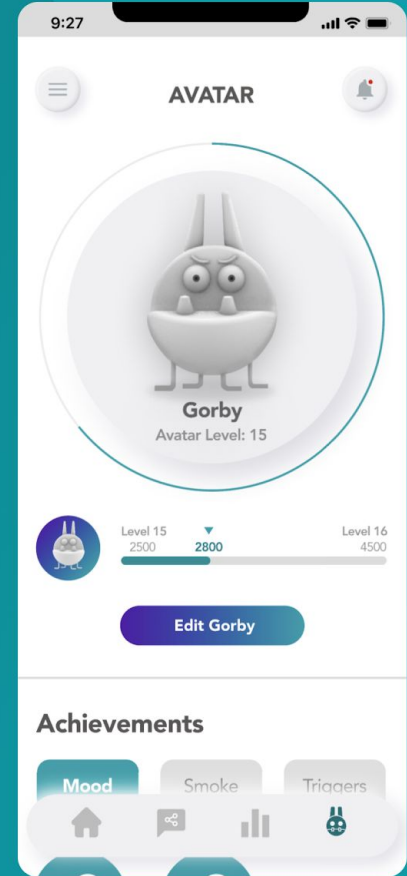 9:27
AVATAR
Gorby
Avatar Level: 15
Level 15 Level 16
2500 2800 4500
Edit Gorby
Achievements
Mood Smoke Triggers